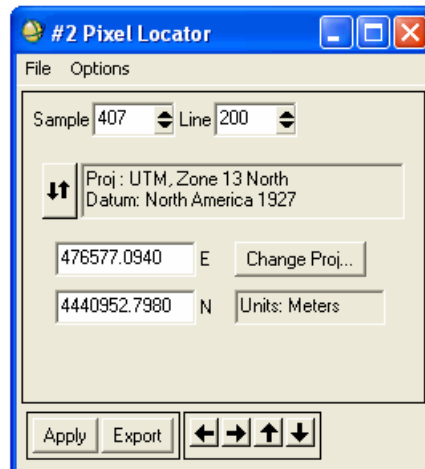 #2 Pixel Locator
File Options
Sample 407 Line 200
Proj : UTM, Zone 13 North
Datum: North America 1927
476577.0940 E Change Proj...
4440952.7980 N Units: Meters
Apply Export